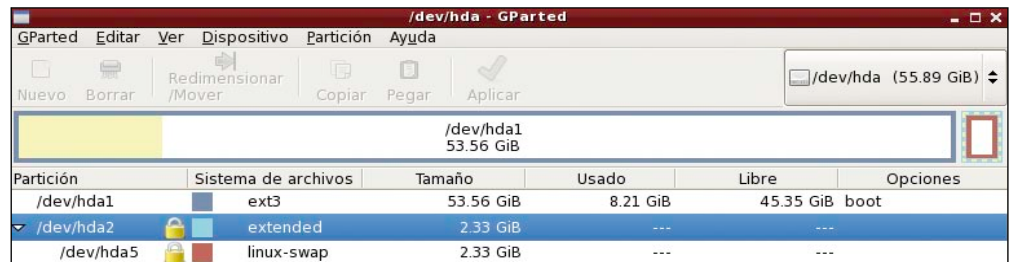 /dev/hda - GParted
GParted Editar Ver Dispositivo Partición Ayuda
Nuevo Borrar Redimensionar /Mover Copiar Pegar Aplicar /dev/hda (55.89 GiB)
/dev/hda1
53.56 GiB
Partición Sistema de archivos Tamaño Usado Libre Opciones
/dev/hda1 ext3 53.56 GiB 8.21 GiB 45.35 GiB boot
/dev/hda2 extended 2.33 GiB --- ---
/dev/hda5 linux-swap 2.33 GiB --- ---